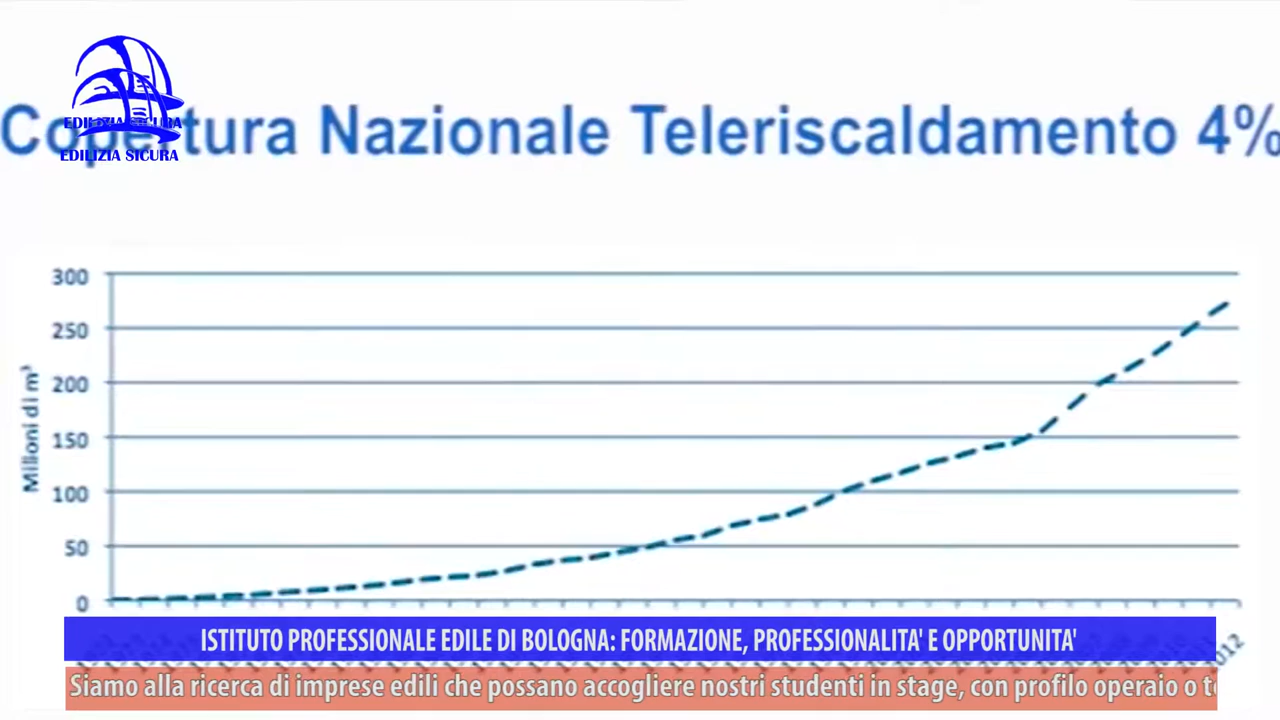 Copertura Nazionale Teleriscaldamento 4%
EDILIZIA SICURA
EDILIZIA SICURA
300
250
200
150
100
50
0
Milioni di m³
2012
ISTITUTO PROFESSIONALE EDILE DI BOLOGNA: FORMAZIONE, PROFESSIONALITA' E OPPORTUNITA'
Siamo alla ricerca di imprese edili che possano accogliere nostri studenti in stage, con profilo operaio o